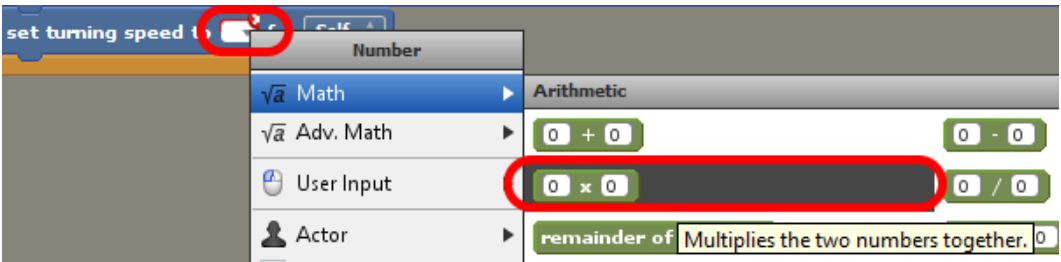 set turning speed to
Number
√a Math
Arithmetic
√a Adv. Math
0 + 0
0 - 0
User Input
0 x 0
0 / 0
Actor
remainder of
0
Multiplies the two numbers together.